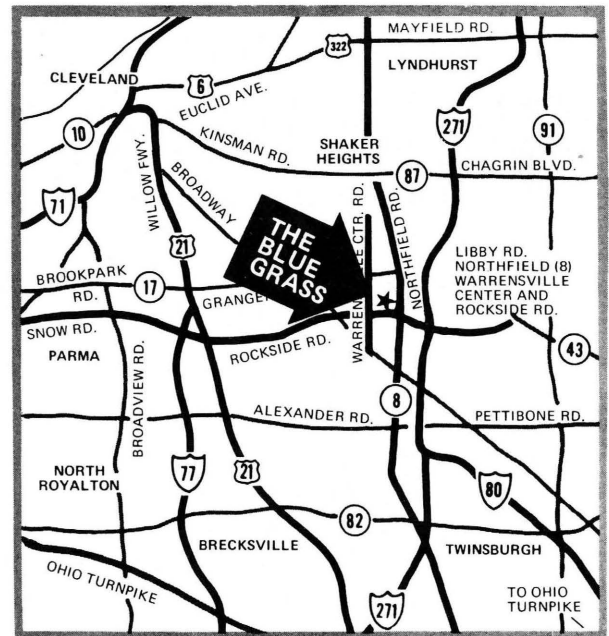 MAYFIELD RD.
322
LYNDHURST
CLEVELAND
6
EUCLID AVE.
10
KINSMAN RD.
271
91
SHAKER
HEIGHTS
87
CHAGRIN BLVD.
71
WILLOW FWY.
BROADWAY
21
THE
BLUE
GRASS
NORTHFIELD RD.
CTR. RD.
LIBBY RD.
NORTHFIELD (8)
WARRENSVILLE
CENTER AND
ROCKSIDE RD.
BROOKPARK
RD.
17
GRANGER
SNOW RD.
ROCKSIDE RD.
43
PARMA
BROADVIEW RD.
8
ALEXANDER RD.
PETTIBONE RD.
NORTH
ROYALTON
77
21
80
82
BRECKSVILLE
TWINSBURGH
OHIO TURNPIKE
271
TO OHIO
TURNPIKE